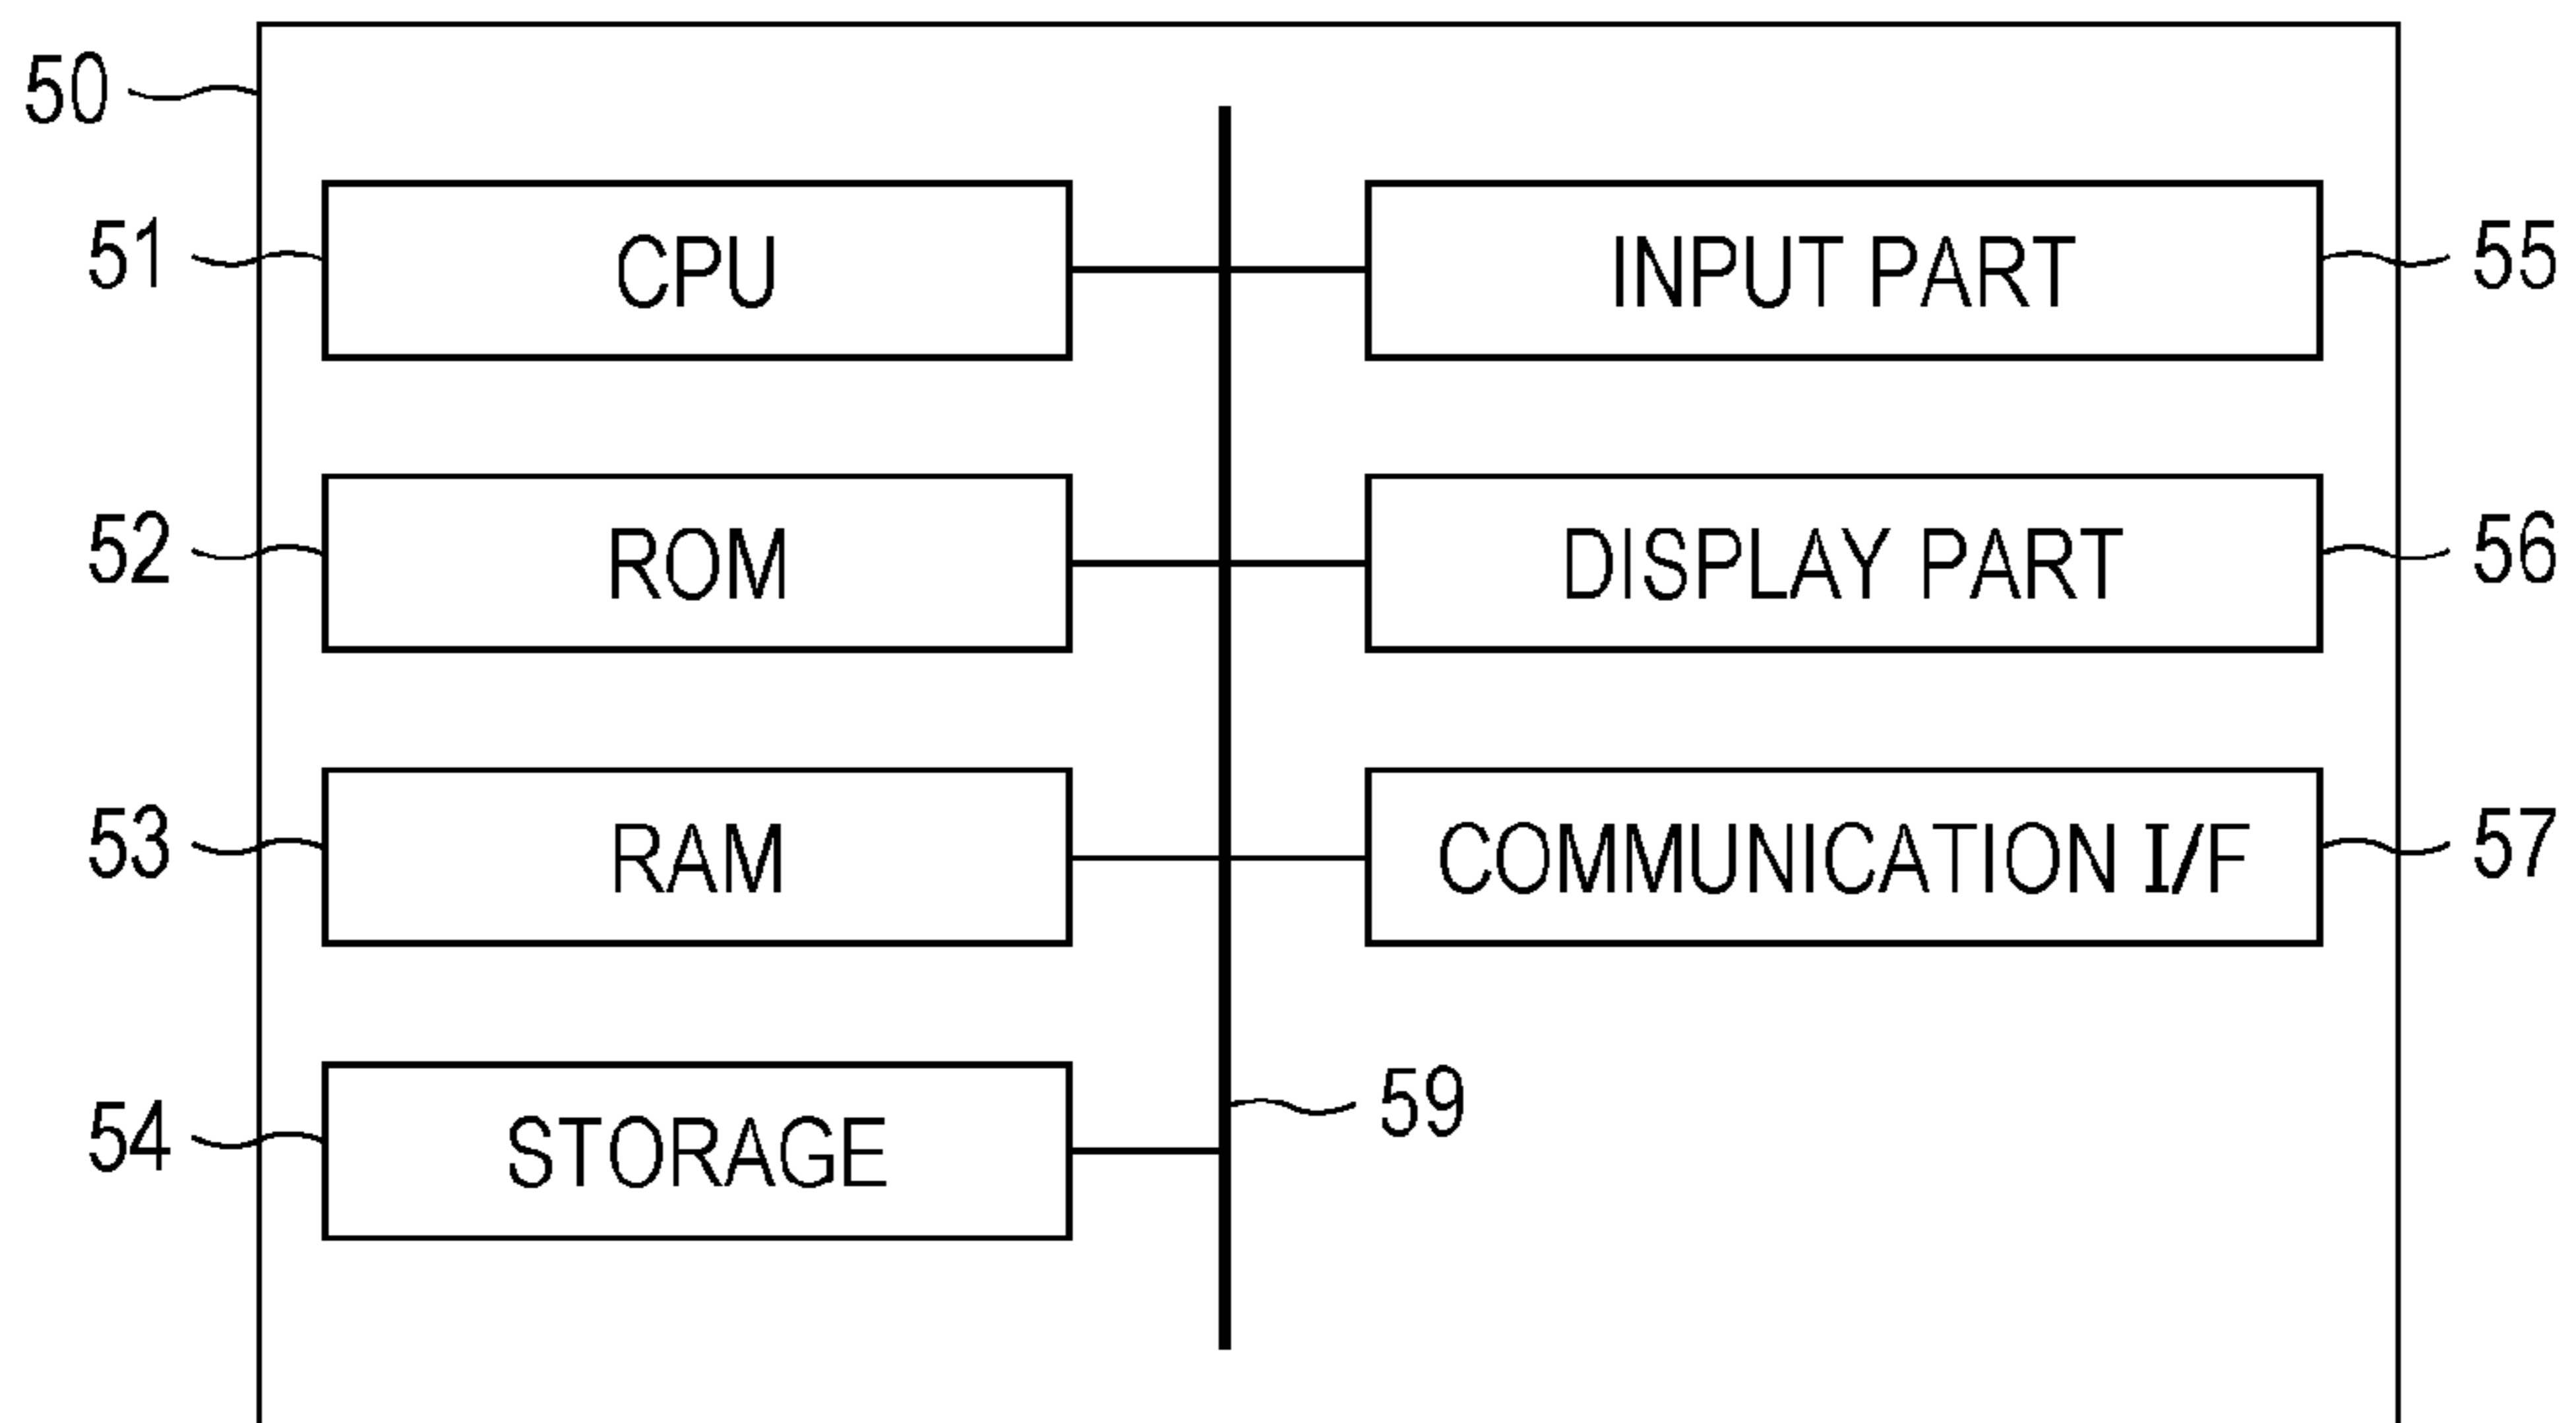 50
51 CPU INPUT PART 55
52 ROM DISPLAY PART 56
53 RAM COMMUNICATION I/F 57
54 STORAGE 59